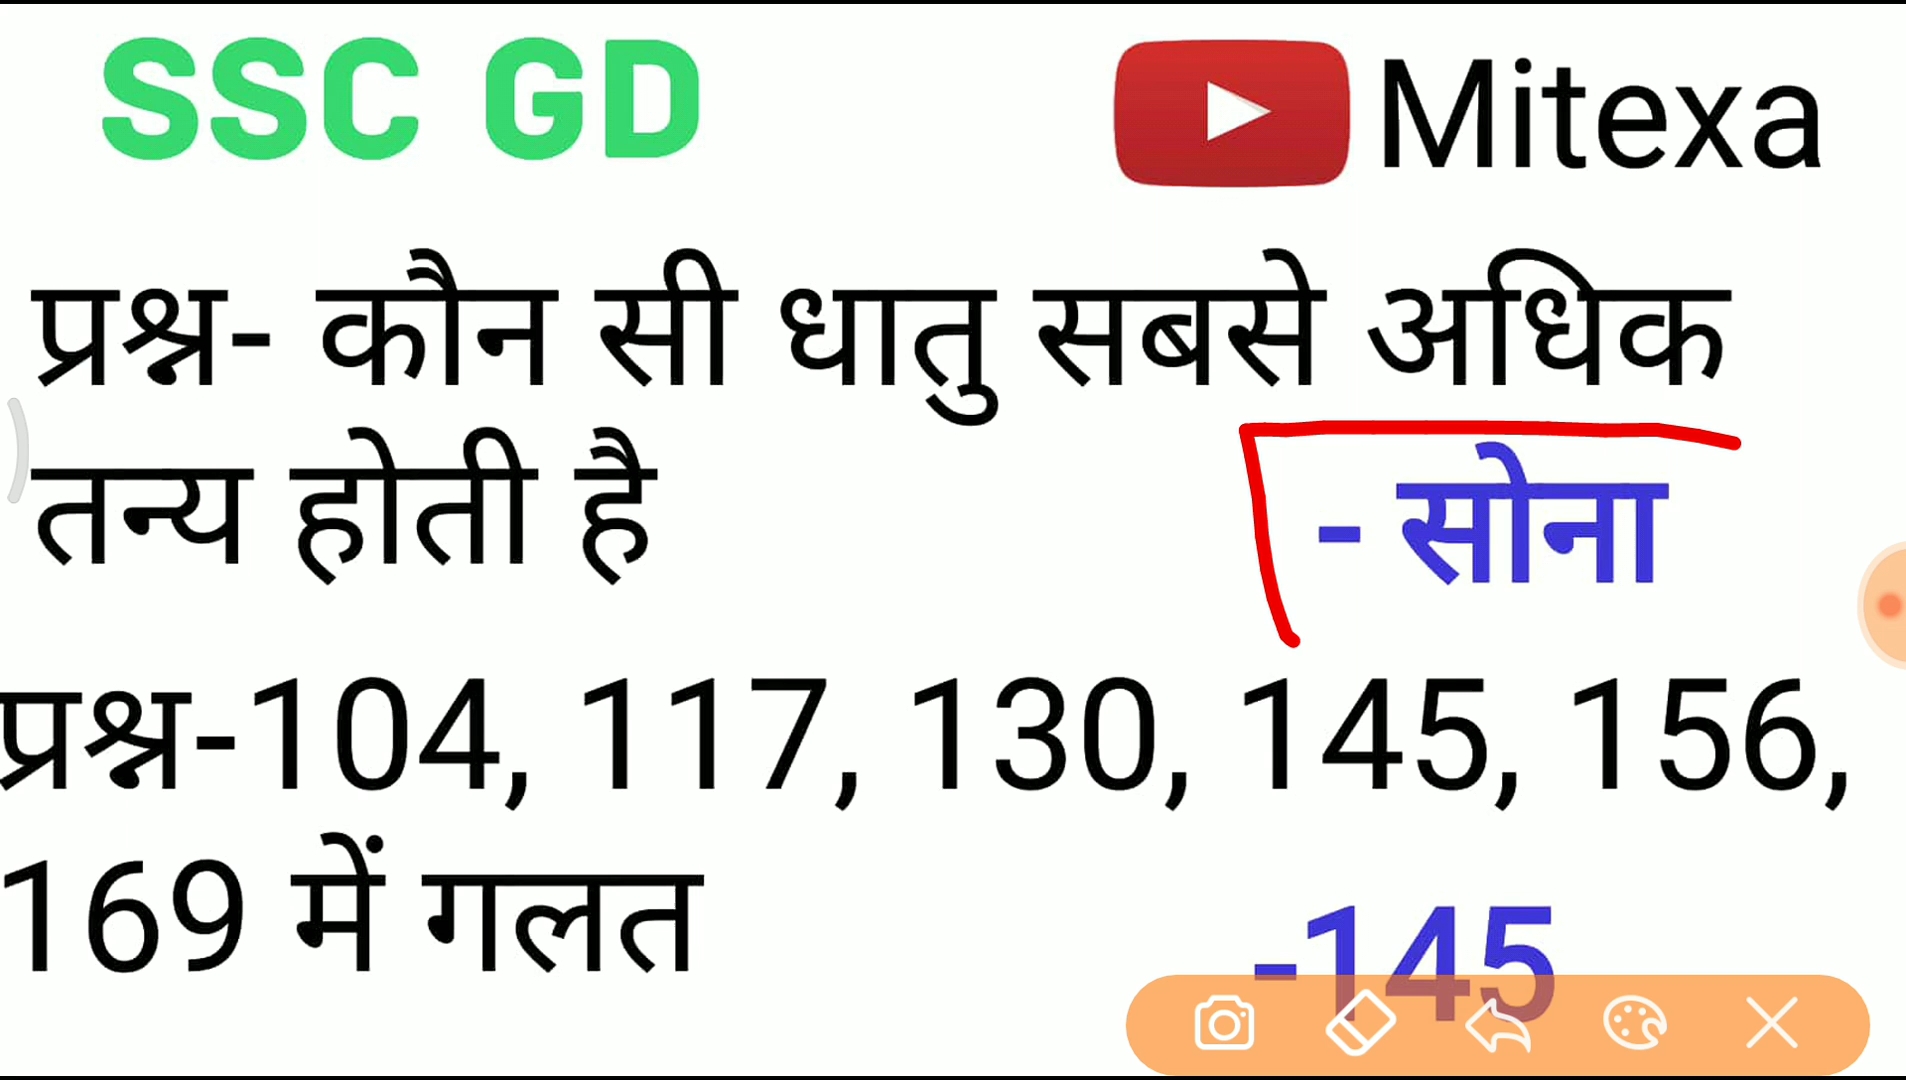 SSC GD
Mitexa
प्रश्न- कौन सी धातु सबसे अधिक
तन्य होती है
- सोना
प्रश्न-104, 117, 130, 145, 156,
169 में गलत
-145